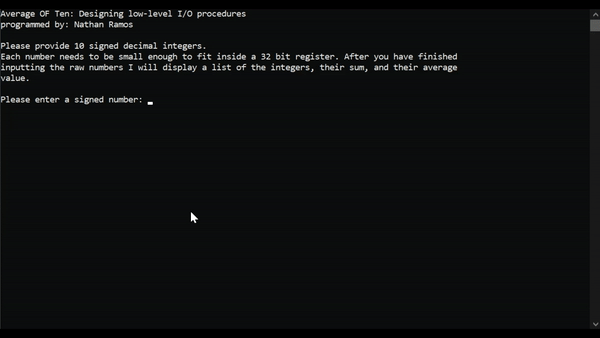 Average OF Ten: Designing low-level I/O procedures
programmed by: Nathan Ramos
Please provide 10 signed decimal integers.
Each number needs to be small enough to fit inside a 32 bit register. After you have finished
inputting the raw numbers I will display a list of the integers, their sum, and their average
value.
Please enter a signed number: